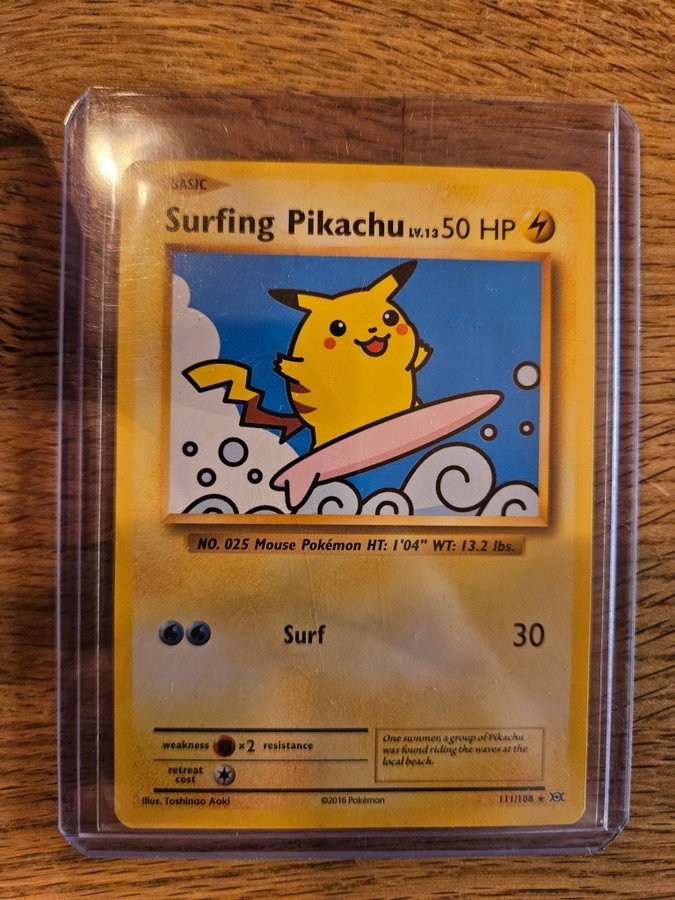 BASIC
Surfing Pikachu LV.13 50 HP
NO. 025 Mouse Pokémon HT: 1'04" WT: 13.2 lbs.
Surf 30
weakness ×2 resistance
retreat
cost
One summer, a group of Pikachu
was found riding the waves at the
local beach.
Illus. Toshinao Aoki ©2016 Pokémon 111/108 ★